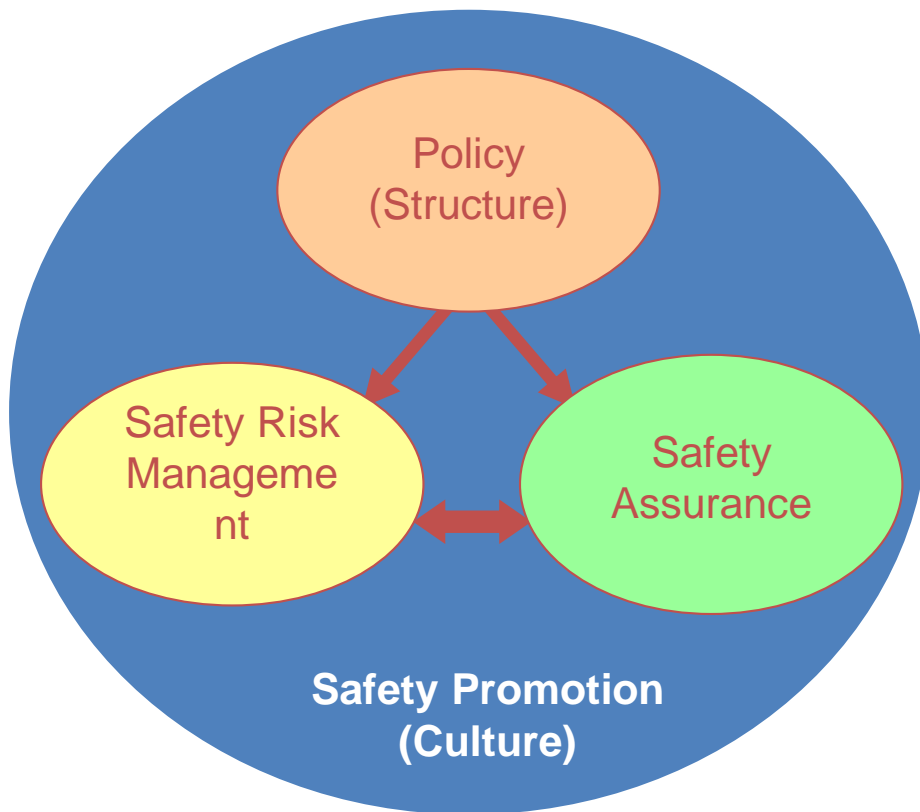 Policy
(Structure)
Safety Risk
Manageme
nt
Safety
Assurance
Safety Promotion
(Culture)